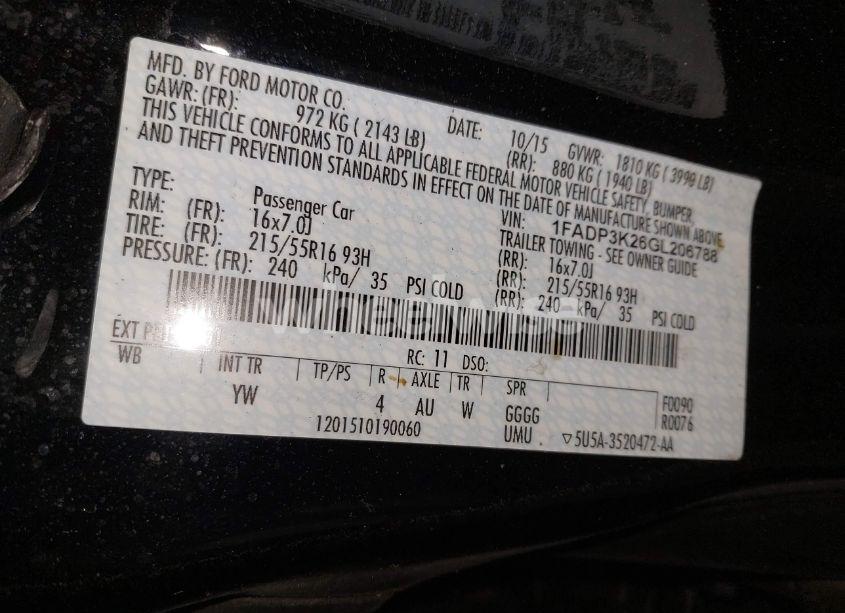 MFD. BY FORD MOTOR CO. DATE: 10/15 GVWR: 1810 KG ( 3990 LB)
GAWR: (FR): 972 KG ( 2143 LB) (RR): 880 KG ( 1940 LB)
THIS VEHICLE CONFORMS TO ALL APPLICABLE FEDERAL MOTOR VEHICLE SAFETY, BUMPER,
AND THEFT PREVENTION STANDARDS IN EFFECT ON THE DATE OF MANUFACTURE SHOWN ABOVE.
VIN: 1FADP3K26GL206788
TYPE: Passenger Car TRAILER TOWING - SEE OWNER GUIDE
RIM: (FR): 16x7.0J (RR): 16x7.0J
TIRE: (FR): 215/55R16 93H (RR): 215/55R16 93H
PRESSURE: (FR): 240 kPa/ 35 PSI COLD (RR): 240 kPa/ 35 PSI COLD
EXT RC: 11 DSO:
WB INT TR TP/PS R AXLE TR SPR F0090
YW 4 AU W GGGG R0076
1201510190060 UMU ▽5U5A-3520472-AA